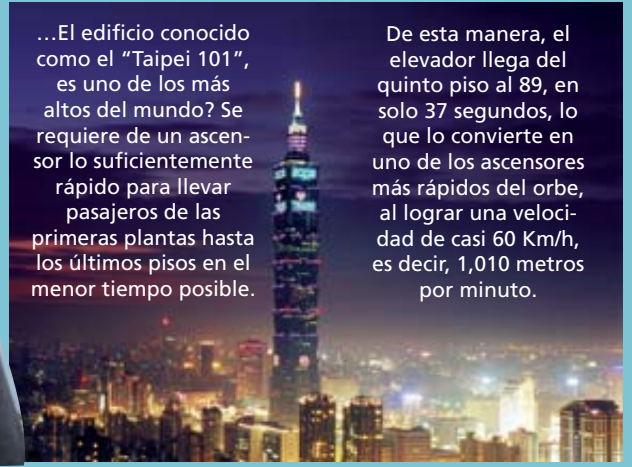 …El edificio conocido
como el “Taipei 101”,
es uno de los más
altos del mundo? Se
requiere de un ascen-
sor lo suficientemente
rápido para llevar
pasajeros de las
primeras plantas hasta
los últimos pisos en el
menor tiempo posible.
De esta manera, el
elevador llega del
quinto piso al 89, en
solo 37 segundos, lo
que lo convierte en
uno de los ascensores
más rápidos del orbe,
al lograr una veloci-
dad de casi 60 Km/h,
es decir, 1,010 metros
por minuto.